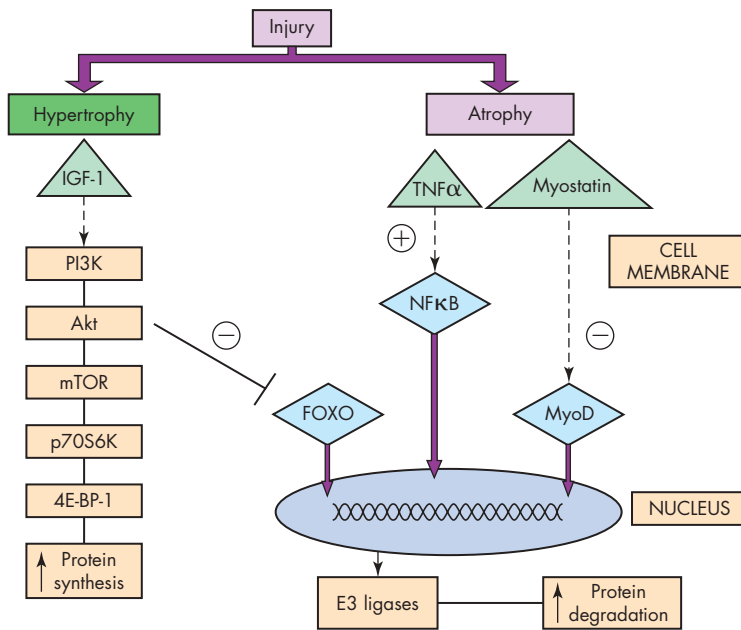 Injury
Hypertrophy
Atrophy
IGF-1
TNFα
Myostatin
+
CELL
MEMBRANE
PI3K
NFκB
Akt
−
−
mTOR
FOXO
MyoD
p70S6K
4E-BP-1
NUCLEUS
↑ Protein
synthesis
E3 ligases
↑ Protein
degradation